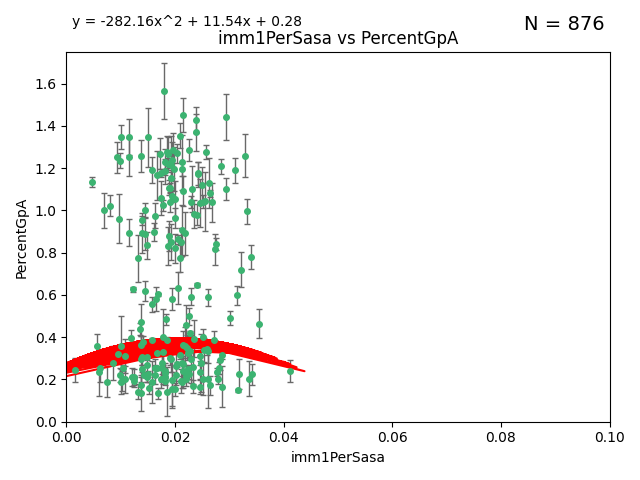 y = -282.16x^2 + 11.54x + 0.28
N = 876
imm1PerSasa vs PercentGpA
PercentGpA
1.6
1.4
1.2
1.0
0.8
0.6
0.4
0.2
0.0
0.00 0.02 0.04 0.06 0.08 0.10
imm1PerSasa